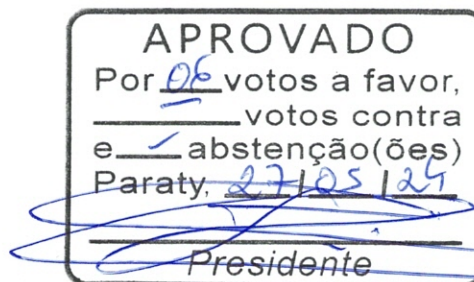 APROVADO
Por 06 votos a favor,
votos contra
e abstenção(ões)
Paraty, 27/05/24
Presidente